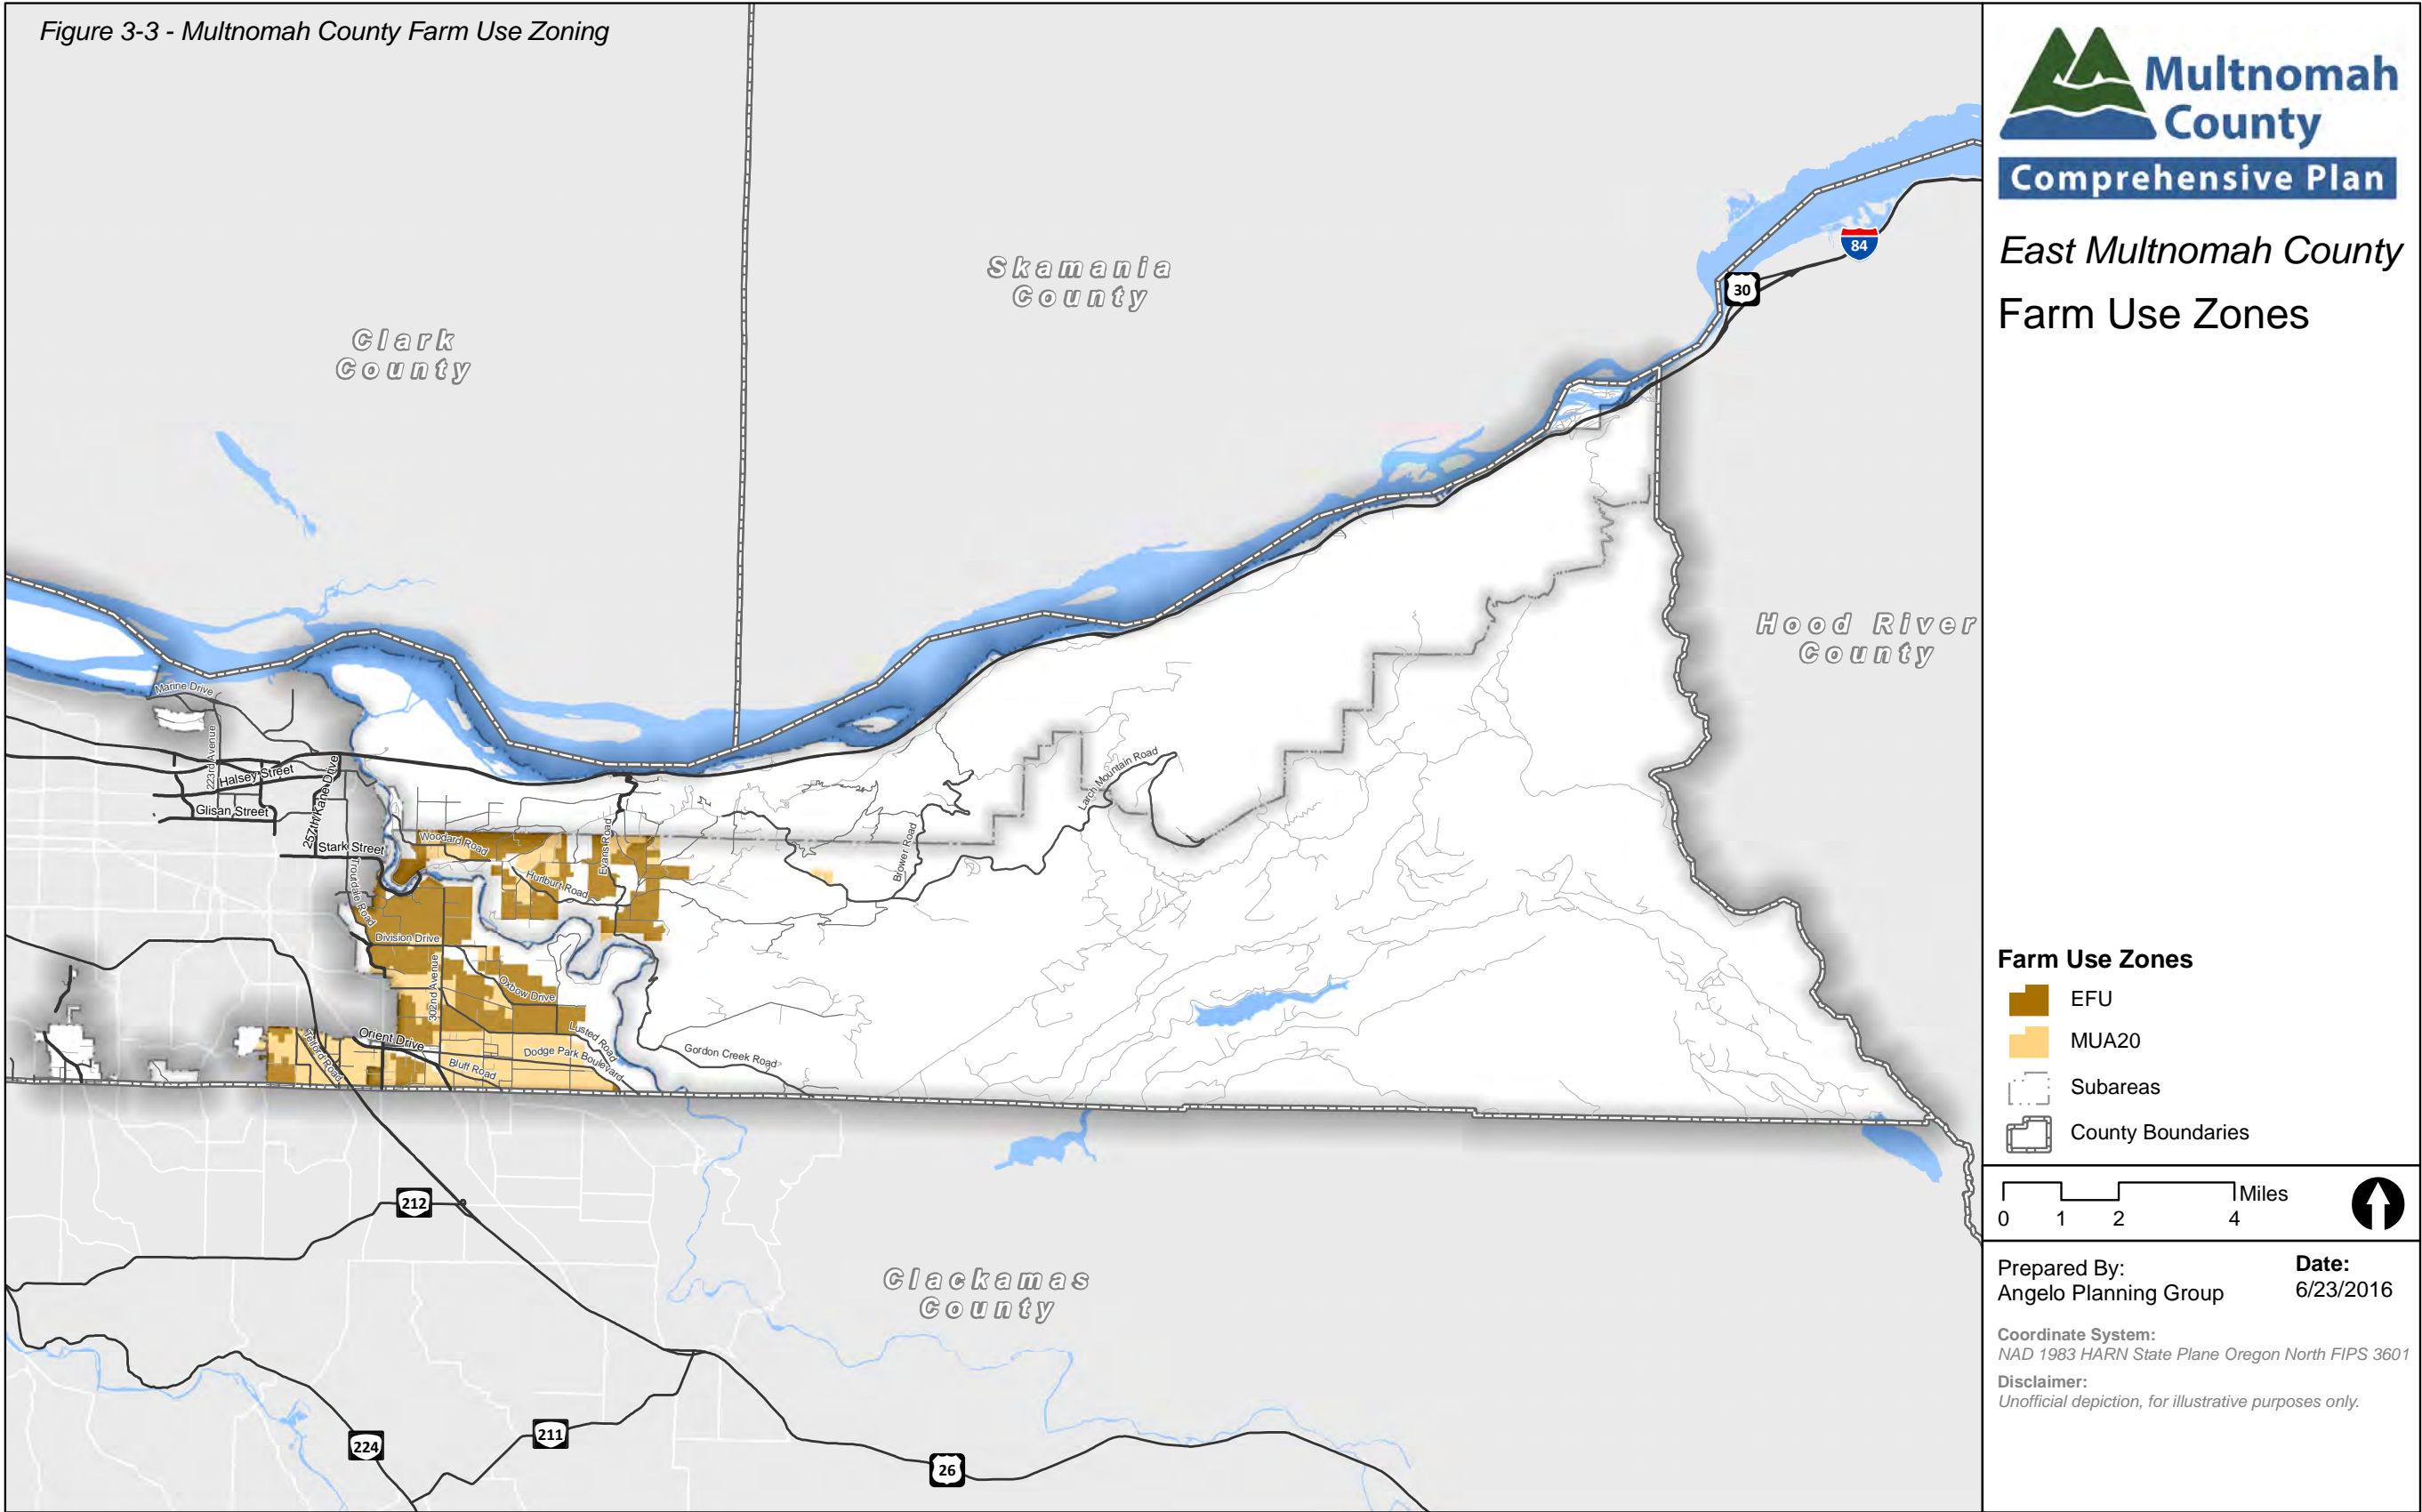 Figure 3-3 - Multnomah County Farm Use Zoning
Multnomah
County
Comprehensive Plan
East Multnomah County
Farm Use Zones
Skamania
County
Clark
County
Hood River
County
Clackamas
County
84
30
Marine Drive
223rd Avenue
Halsey Street
Glisan Street
257th/Kane Drive
Stark Street
Troutdale Road
Woodard Road
Evans Road
Hurlburt Road
Brower Road
Larch Mountain Road
Division Drive
302nd Avenue
Oxbow Drive
Lusted Road
Orient Drive
Telford Road
Bluff Road
Dodge Park Boulevard
Gordon Creek Road
212
224
211
26
Farm Use Zones
EFU
MUA20
Subareas
County Boundaries
Miles
0 1 2 4
Prepared By:
Angelo Planning Group
Date:
6/23/2016
Coordinate System:
NAD 1983 HARN State Plane Oregon North FIPS 3601
Disclaimer:
Unofficial depiction, for illustrative purposes only.